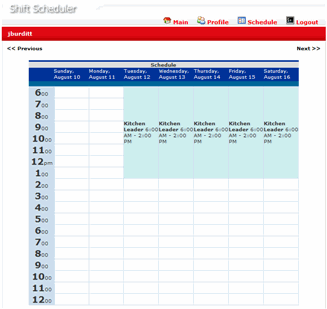 Shift Scheduler
Main Profile Schedule Logout
jburditt
<< Previous Next >>
Schedule
Sunday, August 10 Monday, August 11 Tuesday, August 12 Wednesday, August 13 Thursday, August 14 Friday, August 15 Saturday, August 16
6:00
7:00
8:00
9:00
10:00
11:00
12pm
1:00
2:00
3:00
4:00
5:00
6:00
7:00
8:00
9:00
10:00
11:00
12:00
Kitchen Leader 6:00 AM - 2:00 PM
Kitchen Leader 6:00 AM - 2:00 PM
Kitchen Leader 6:00 AM - 2:00 PM
Kitchen Leader 6:00 AM - 2:00 PM
Kitchen Leader 6:00 AM - 2:00 PM